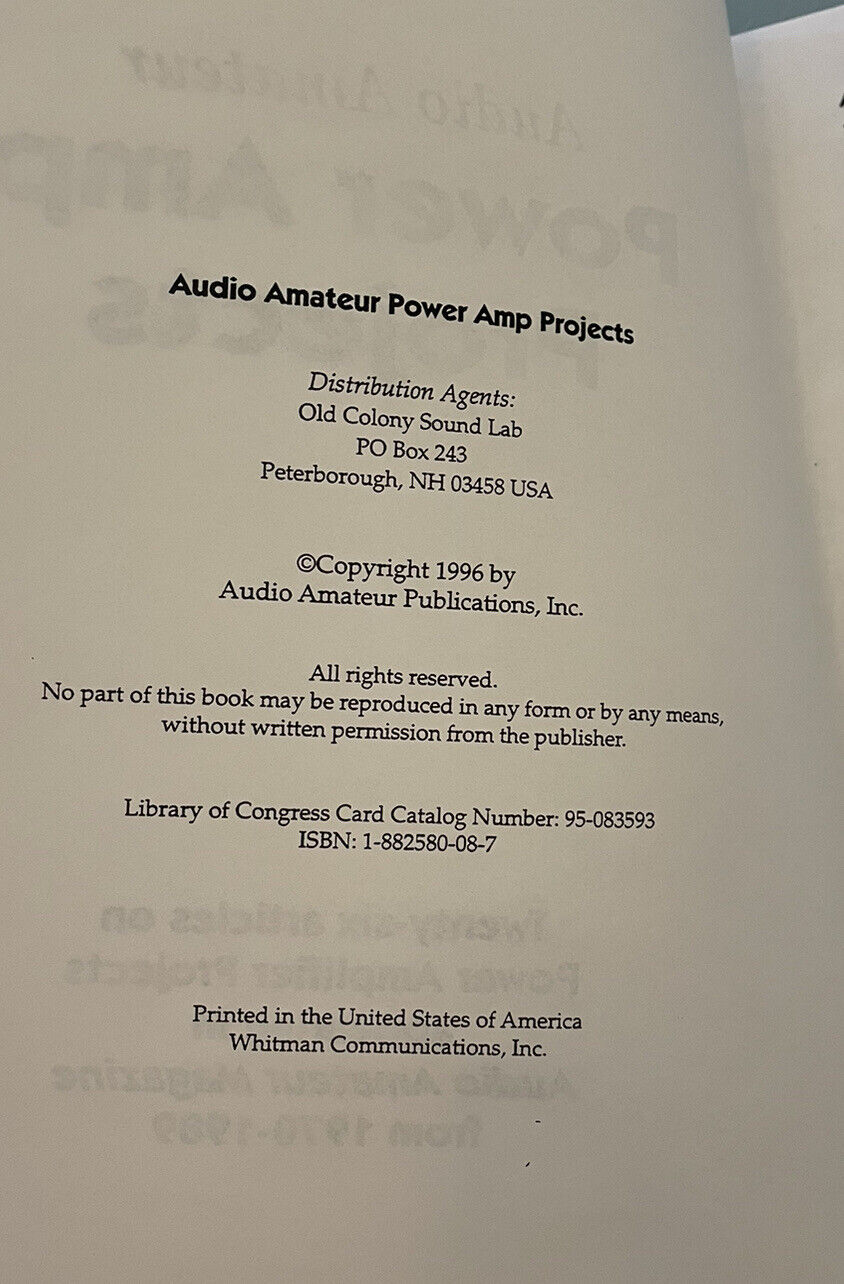 Audio Amateur Power Amp Projects
Distribution Agents:
Old Colony Sound Lab
PO Box 243
Peterborough, NH 03458 USA
©Copyright 1996 by
Audio Amateur Publications, Inc.
All rights reserved.
No part of this book may be reproduced in any form or by any means,
without written permission from the publisher.
Library of Congress Card Catalog Number: 95-083593
ISBN: 1-882580-08-7
Printed in the United States of America
Whitman Communications, Inc.